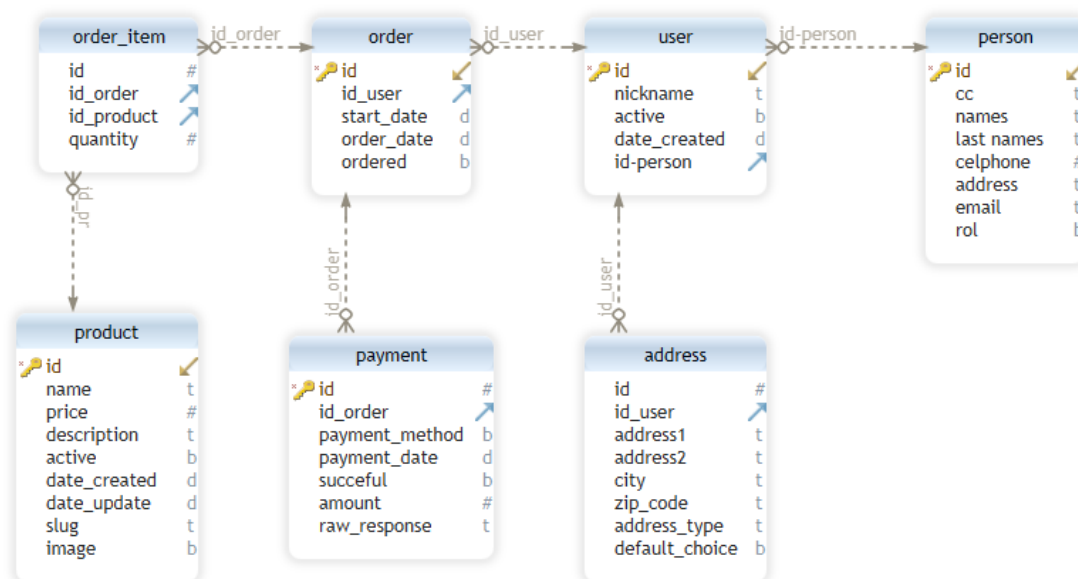 order_item
id #
id_order
id_product
quantity #
id_order
order
id
id_user
start_date d
order_date d
ordered b
id_user
user
id
nickname t
active b
date_created d
id-person
id-person
person
id
cc t
names t
last names t
celphone #
address t
email t
rol b
id_pr
id_order
id_user
product
id
name t
price #
description t
active b
date_created d
date_update d
slug t
image b
payment
id #
id_order
payment_method b
payment_date d
succeful b
amount #
raw_response t
address
id #
id_user
address1 t
address2 t
city t
zip_code t
address_type t
default_choice b